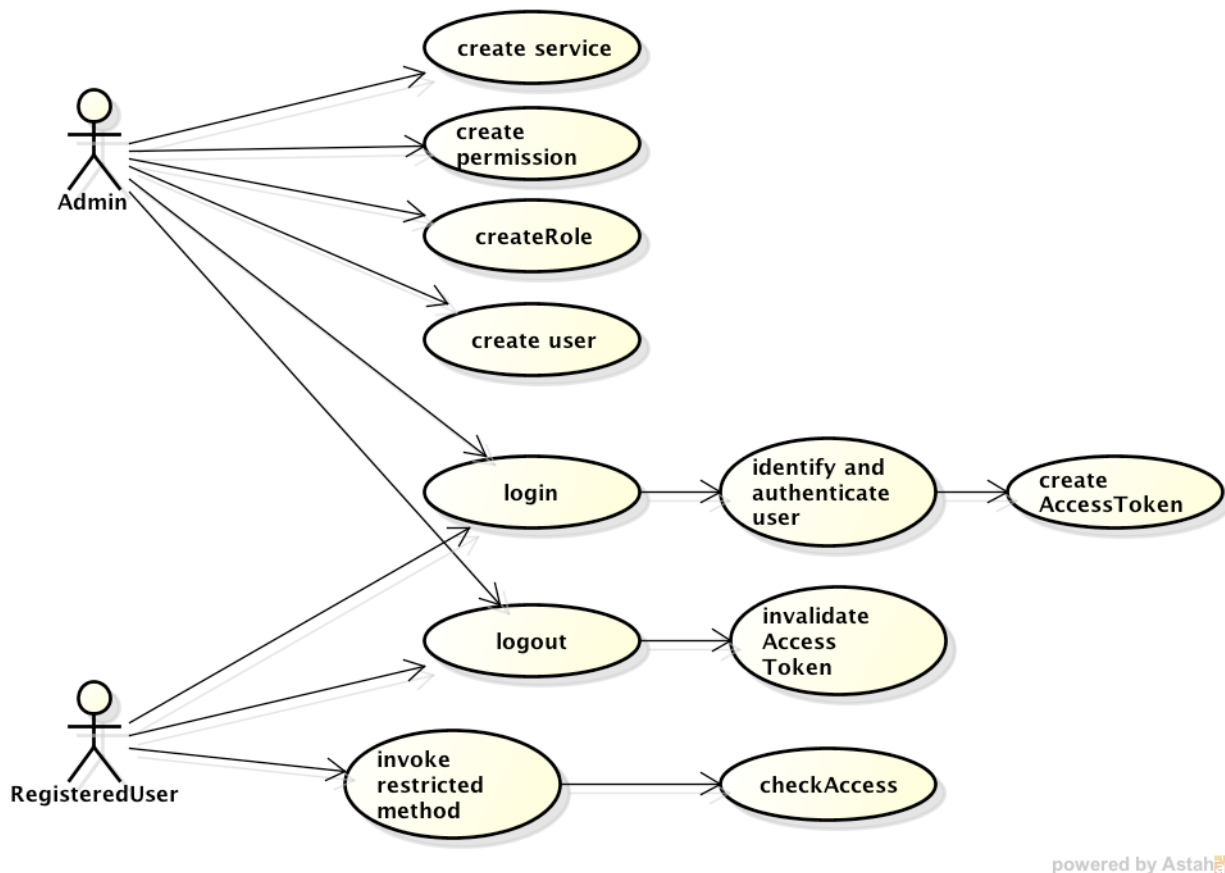 create service
create
permission
Admin
createRole
create user
login
identify and
authenticate
user
create
AccessToken
logout
invalidate
Access
Token
RegisteredUser
invoke
restricted
method
checkAccess
powered by Astah